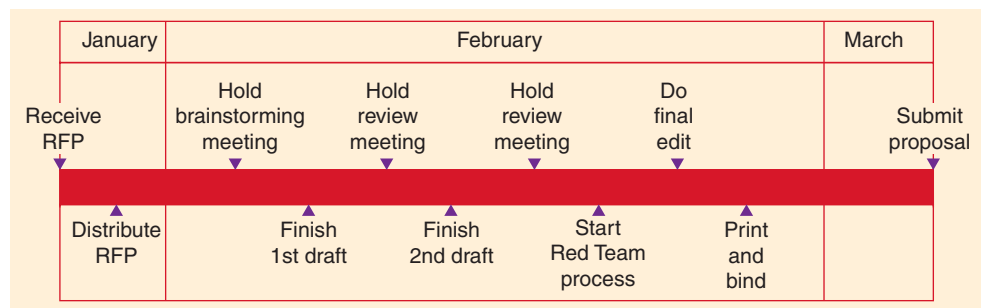 January
February
March
Receive
RFP
Hold
brainstorming
meeting
Hold
review
meeting
Hold
review
meeting
Do
final
edit
Submit
proposal
Distribute
RFP
Finish
1st draft
Finish
2nd draft
Start
Red Team
process
Print
and
bind